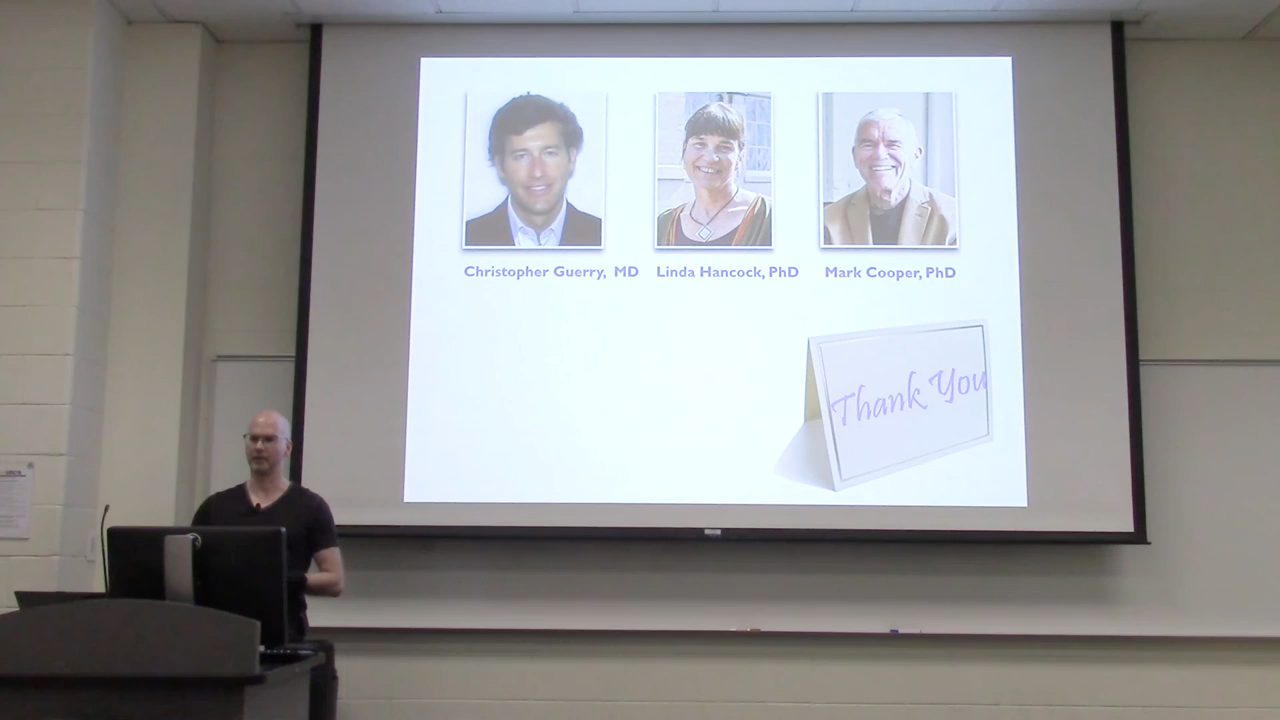 Christopher Guerry, MD
Linda Hancock, PhD
Mark Cooper, PhD
Thank You